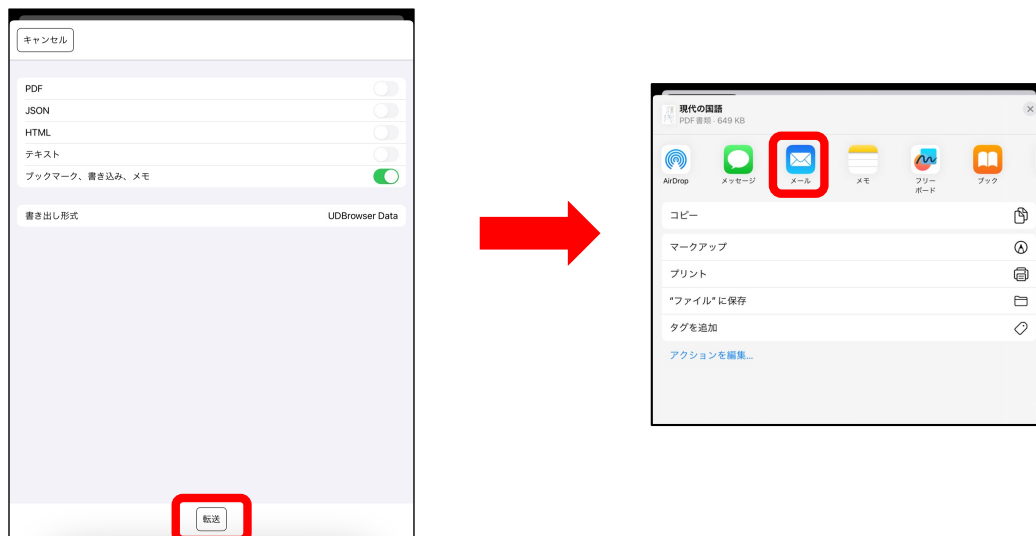 キャンセル
PDF
JSON
HTML
テキスト
ブックマーク、書き込み、メモ
書き出し形式 UDBrowser Data
転送
現代の国語
PDF書類・649 KB
AirDrop メッセージ メール メモ フリー ブック
ボード
コピー
マークアップ
プリント
"ファイル"に保存
タグを追加
アクションを編集...